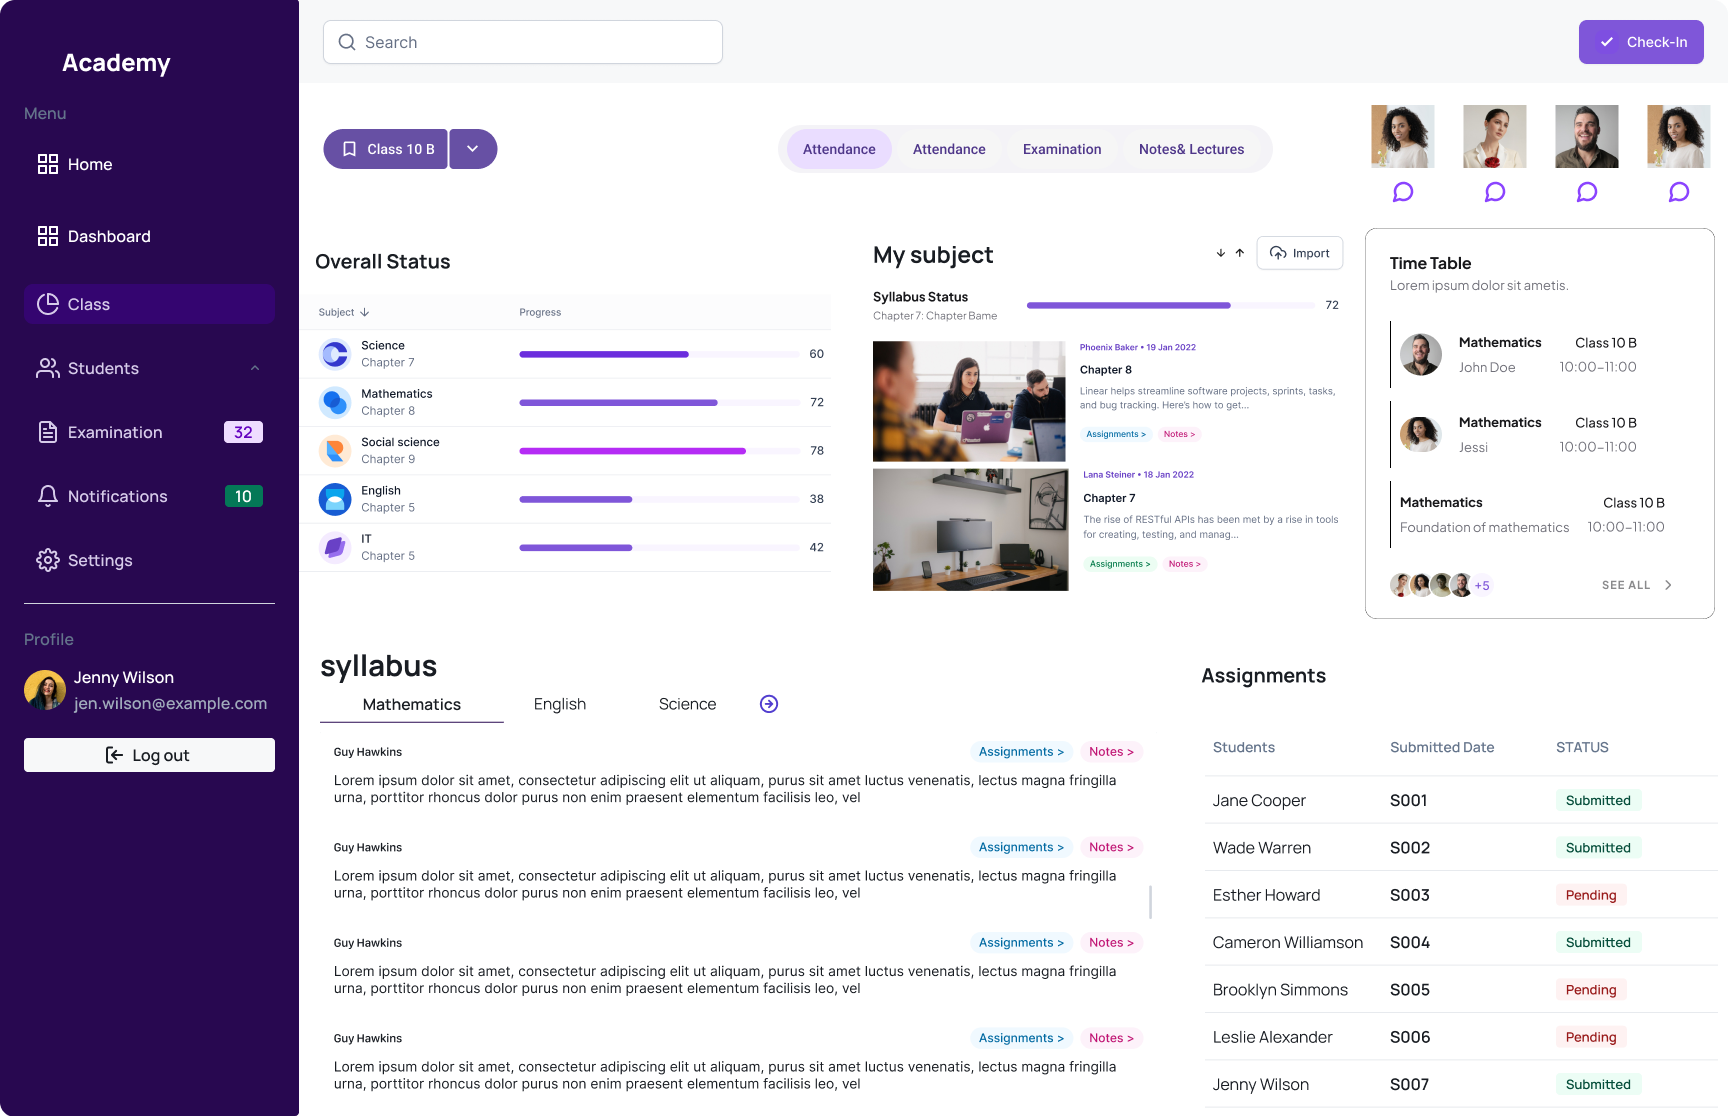 Academy
Menu
Home
Dashboard
Class
Students
Examination 32
Notifications 10
Settings
Profile
Jenny Wilson
jen.wilson@example.com
Log out
Search
Check-In
Class 10 B
Attendance Attendance Examination Notes& Lectures
Overall Status
Subject Progress
Science
Chapter 7
60
Mathematics
Chapter 8
72
Social science
Chapter 9
78
English
Chapter 5
38
IT
Chapter 5
42
My subject
Import
Syllabus Status
Chapter 7: Chapter Bame
72
Phoenix Baker • 19 Jan 2022
Chapter 8
Linear helps streamline software projects, sprints, tasks,
and bug tracking. Here's how to get...
Assignments > Notes >
Lana Steiner • 18 Jan 2022
Chapter 7
The rise of RESTful APIs has been met by a rise in tools
for creating, testing, and manag...
Assignments > Notes >
Time Table
Lorem ipsum dolor sit ametis.
Mathematics Class 10 B
John Doe 10:00–11:00
Mathematics Class 10 B
Jessi 10:00–11:00
Mathematics Class 10 B
Foundation of mathematics 10:00–11:00
+5
SEE ALL
syllabus
Mathematics English Science
Guy Hawkins Assignments > Notes >
Lorem ipsum dolor sit amet, consectetur adipiscing elit ut aliquam, purus sit amet luctus venenatis, lectus magna fringilla
urna, porttitor rhoncus dolor purus non enim praesent elementum facilisis leo, vel
Guy Hawkins Assignments > Notes >
Lorem ipsum dolor sit amet, consectetur adipiscing elit ut aliquam, purus sit amet luctus venenatis, lectus magna fringilla
urna, porttitor rhoncus dolor purus non enim praesent elementum facilisis leo, vel
Guy Hawkins Assignments > Notes >
Lorem ipsum dolor sit amet, consectetur adipiscing elit ut aliquam, purus sit amet luctus venenatis, lectus magna fringilla
urna, porttitor rhoncus dolor purus non enim praesent elementum facilisis leo, vel
Guy Hawkins Assignments > Notes >
Lorem ipsum dolor sit amet, consectetur adipiscing elit ut aliquam, purus sit amet luctus venenatis, lectus magna fringilla
urna, porttitor rhoncus dolor purus non enim praesent elementum facilisis leo, vel
Assignments
Students Submitted Date STATUS
Jane Cooper S001 Submitted
Wade Warren S002 Submitted
Esther Howard S003 Pending
Cameron Williamson S004 Submitted
Brooklyn Simmons S005 Pending
Leslie Alexander S006 Pending
Jenny Wilson S007 Submitted